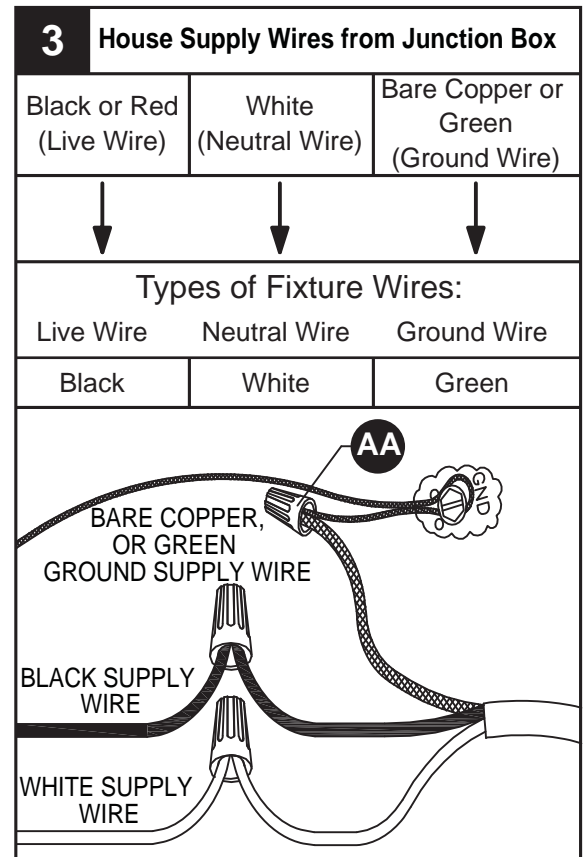 3 House Supply Wires from Junction Box
Black or Red
(Live Wire)
White
(Neutral Wire)
Bare Copper or
Green
(Ground Wire)
Types of Fixture Wires:
Live Wire Neutral Wire Ground Wire
Black White Green
AA
GND
BARE COPPER,
OR GREEN
GROUND SUPPLY WIRE
BLACK SUPPLY
WIRE
WHITE SUPPLY
WIRE